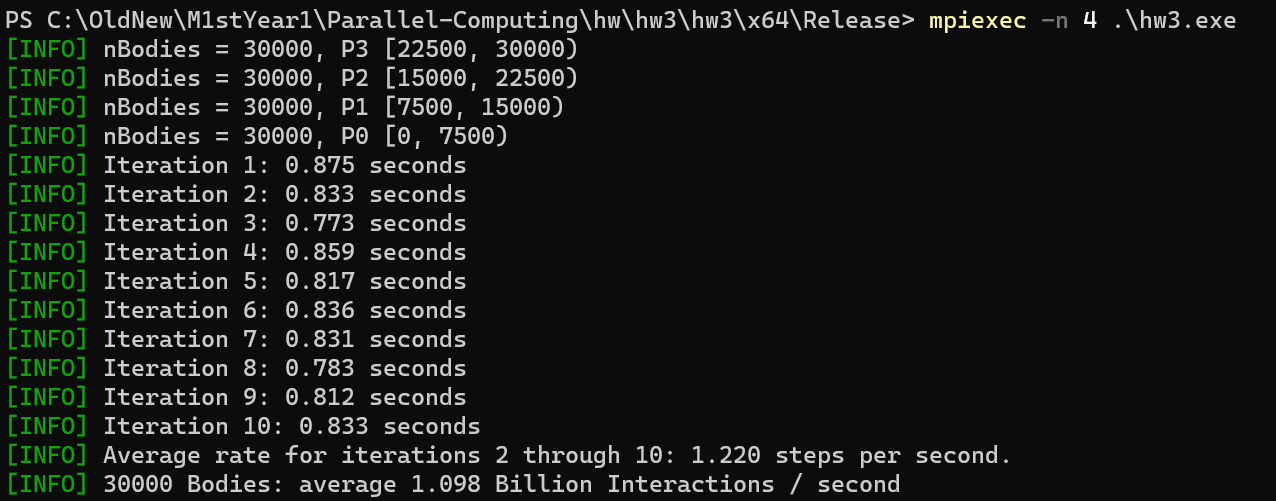 PS C:\OldNew\M1stYear1\Parallel-Computing\hw\hw3\hw3\x64\Release> mpiexec -n 4 .\hw3.exe
[INFO] nBodies = 30000, P3 [22500, 30000)
[INFO] nBodies = 30000, P2 [15000, 22500)
[INFO] nBodies = 30000, P1 [7500, 15000)
[INFO] nBodies = 30000, P0 [0, 7500)
[INFO] Iteration 1: 0.875 seconds
[INFO] Iteration 2: 0.833 seconds
[INFO] Iteration 3: 0.773 seconds
[INFO] Iteration 4: 0.859 seconds
[INFO] Iteration 5: 0.817 seconds
[INFO] Iteration 6: 0.836 seconds
[INFO] Iteration 7: 0.831 seconds
[INFO] Iteration 8: 0.783 seconds
[INFO] Iteration 9: 0.812 seconds
[INFO] Iteration 10: 0.833 seconds
[INFO] Average rate for iterations 2 through 10: 1.220 steps per second.
[INFO] 30000 Bodies: average 1.098 Billion Interactions / second